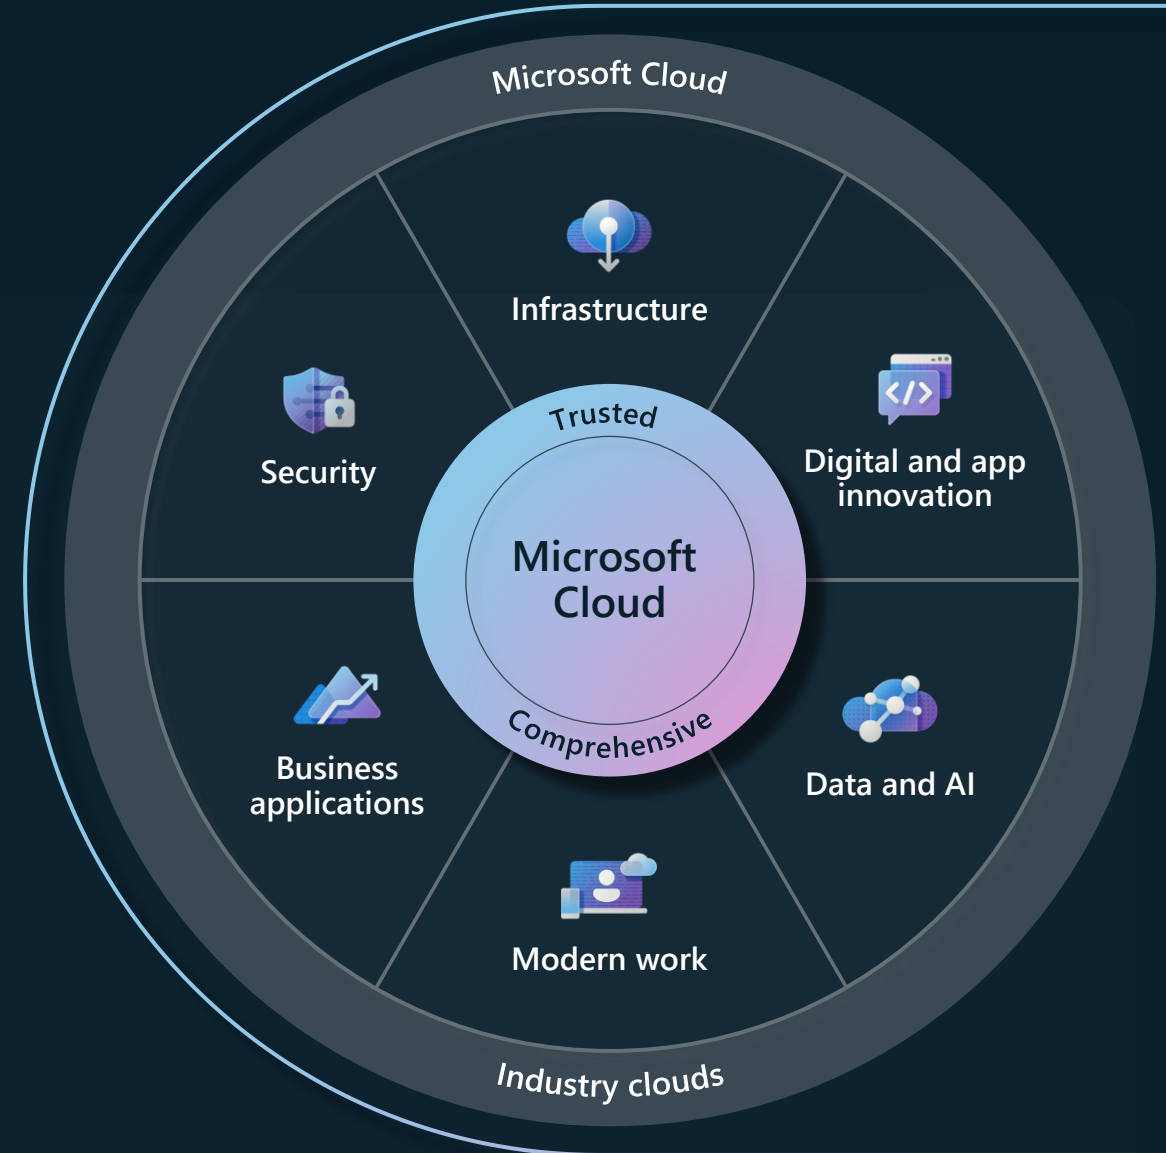 Microsoft Cloud
Infrastructure
Security
Digital and app
innovation
Trusted
Microsoft
Cloud
Comprehensive
Business
applications
Data and AI
Modern work
Industry clouds